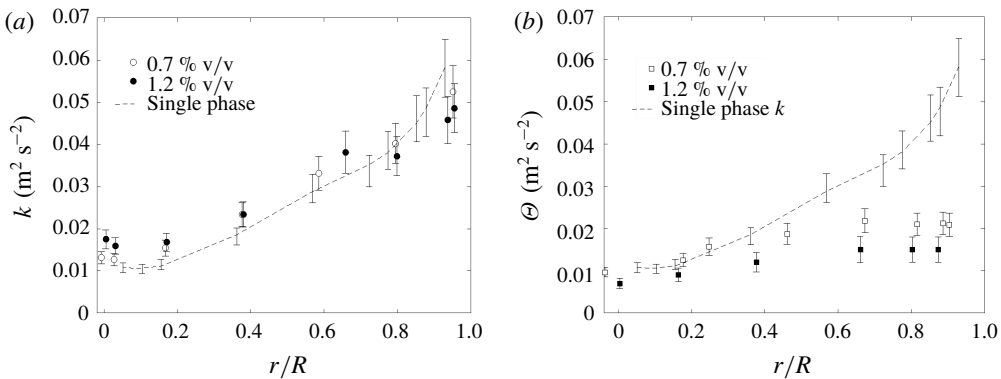 (a)
0.07
0.06
0.05
0.04
0.03
0.02
0.01
0
k (m² s⁻²)
0.7 % v/v
1.2 % v/v
Single phase
0 0.2 0.4 0.6 0.8 1.0
r/R
(b)
0.07
0.06
0.05
0.04
0.03
0.02
0.01
0
Θ (m² s⁻²)
0.7 % v/v
1.2 % v/v
Single phase k
0 0.2 0.4 0.6 0.8 1.0
r/R